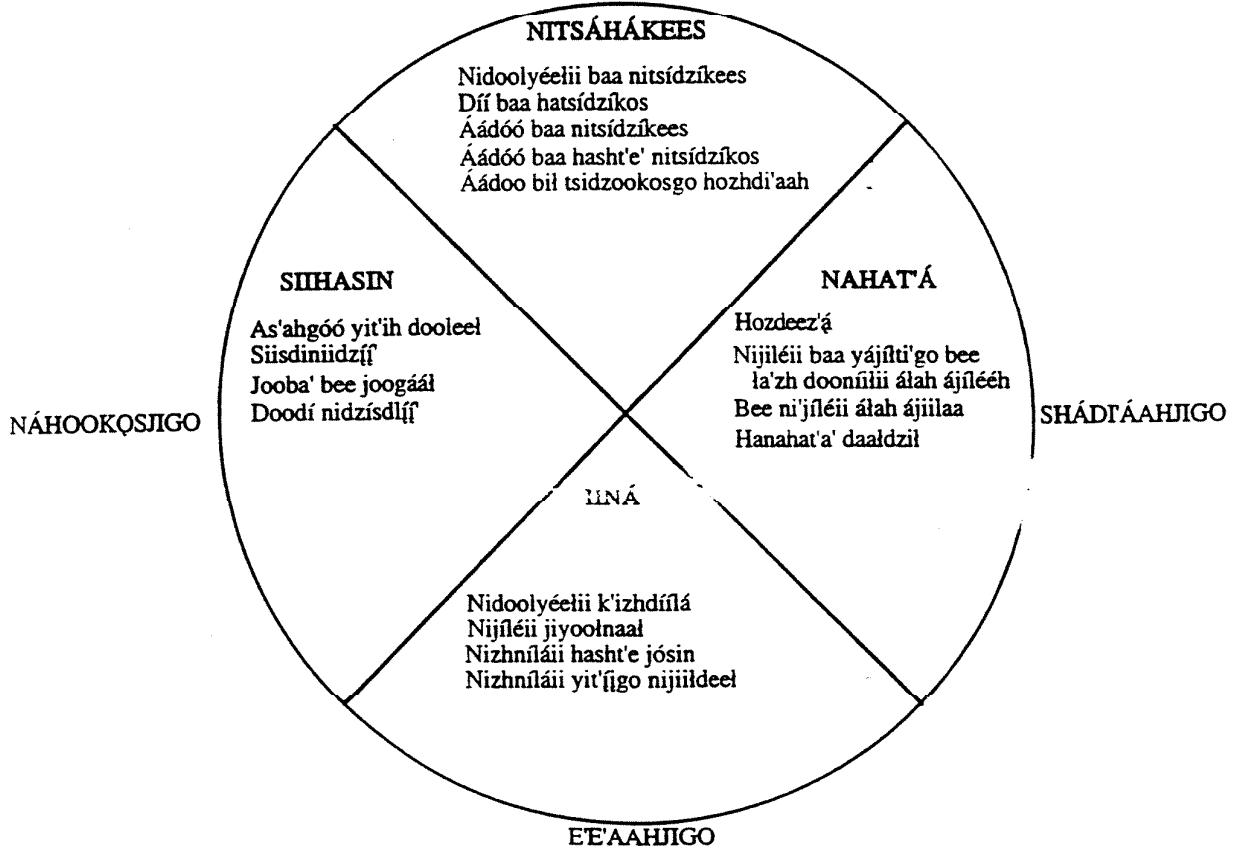 NITSÁHÁKEES
Nidoolyéełii baa nitsídzíkees
Díí baa hatsídzíkos
Áádóó baa nitsídzíkees
Áádóó baa hasht'e' nitsídzíkos
Áádoo bił tsidzookosgo hozhdi'aah
SIIHASIN
As'ahgóó yit'ih dooleeł
Siisdiniidzį́į́'
Jooba' bee joogááł
Doodí nidzísdlį́į́'
NAHAT'Á
Hozdeez'ą́
Nijiléii baa yájíłti'go bee
ła'zh dooníiłii áłah ájíléeh
Bee ni'jíléii áłah ájiilaa
Hanahat'a' daałdził
NÁHOOKǪSJIGO
SHÁDI'ÁAHJIGO
IINÁ
Nidoolyéełii k'izhdíílá
Nijíléii jiyoołnaał
Nizhníláii hasht'e jósin
Nizhníláii yit'į́įgo nijiiłdeeł
E'E'AAHJIGO